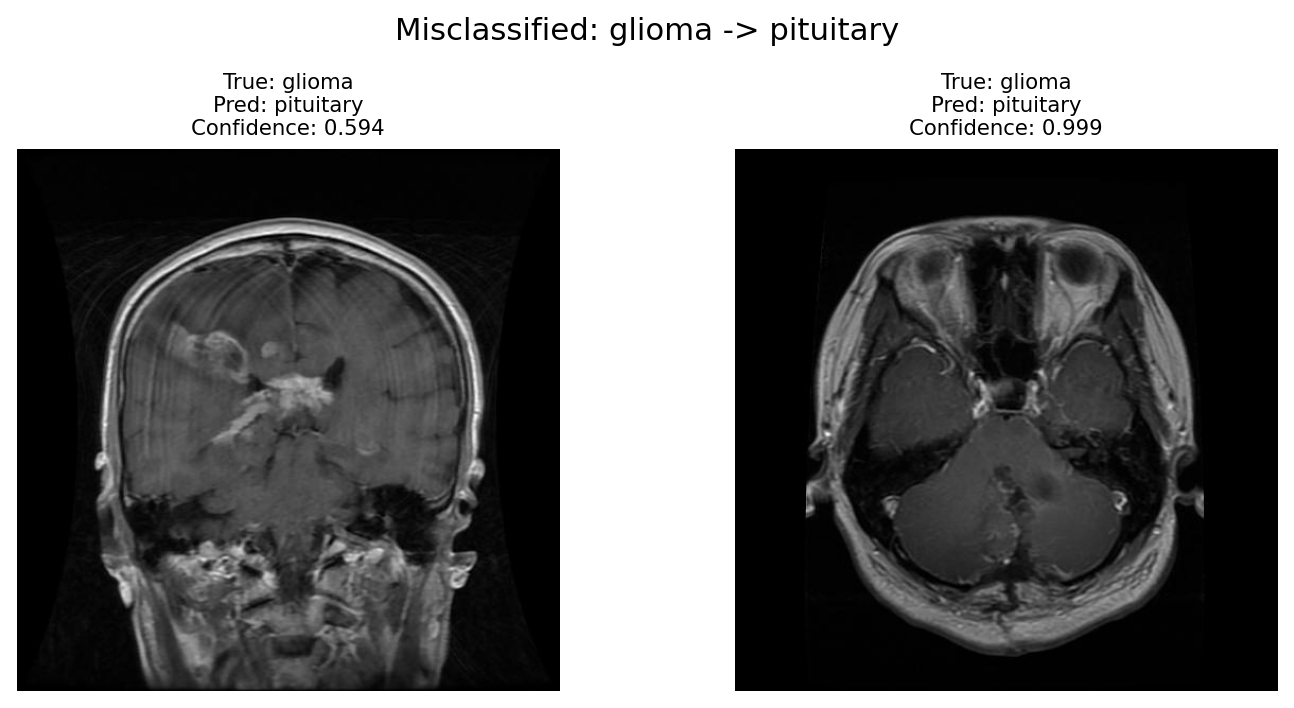 Misclassified: glioma -> pituitary
True: glioma
Pred: pituitary
Confidence: 0.594
True: glioma
Pred: pituitary
Confidence: 0.999